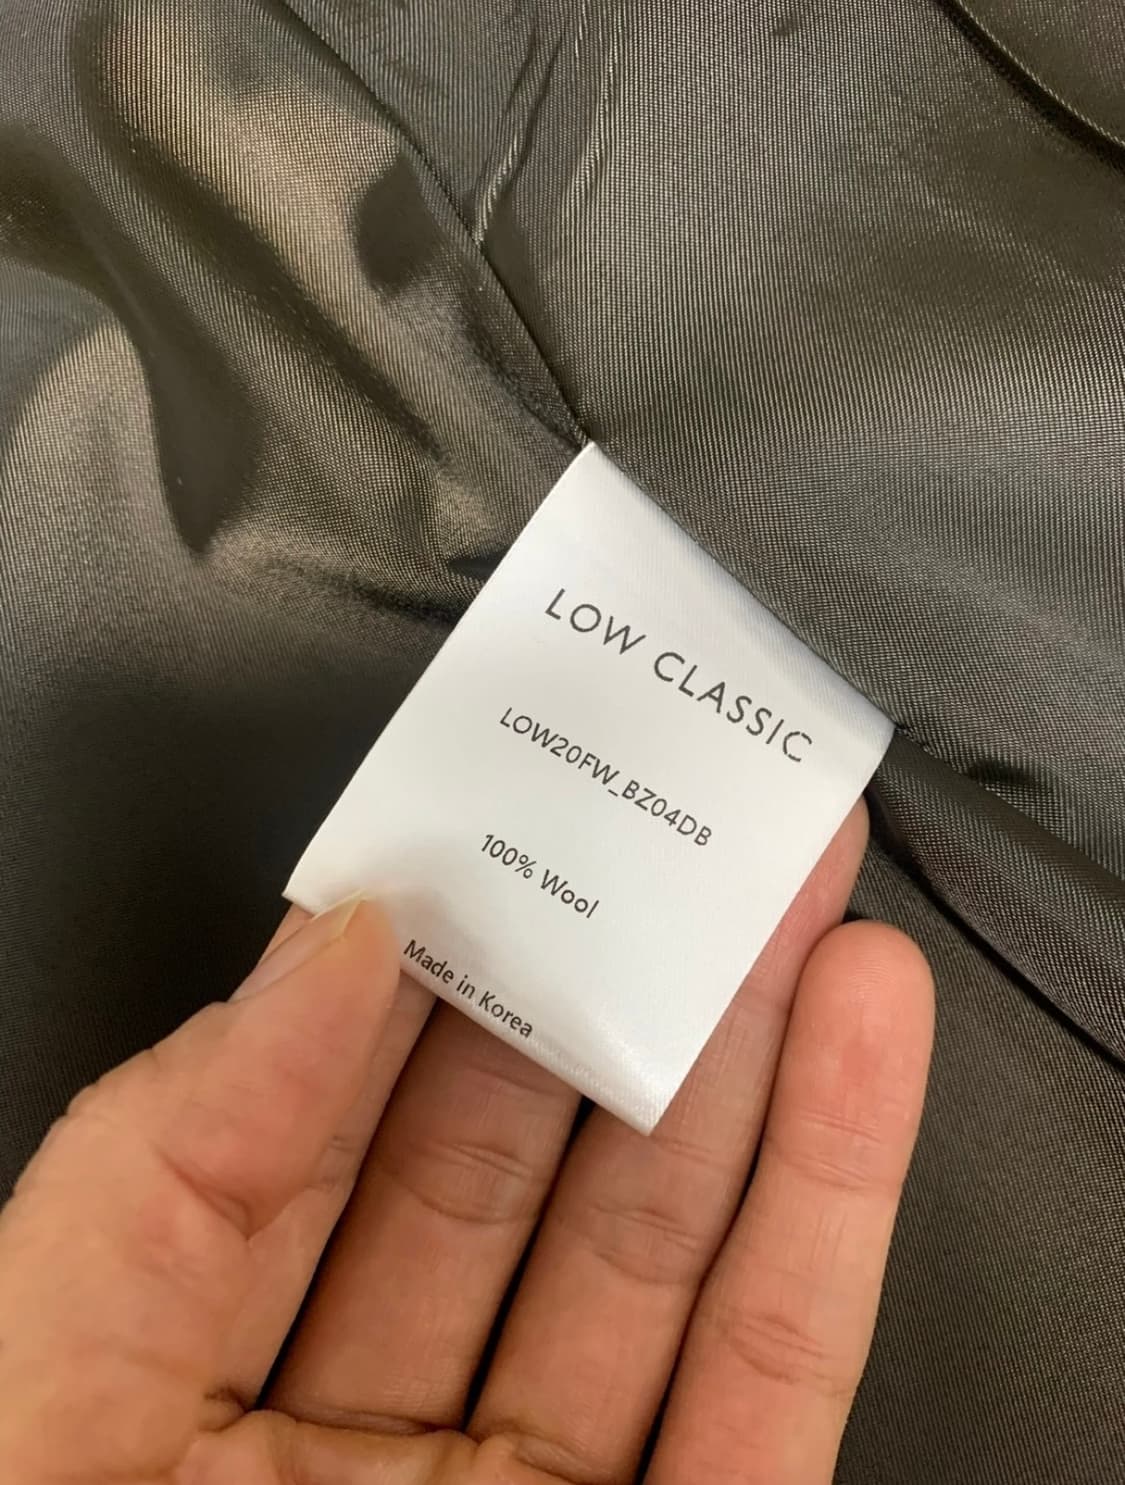 LOW CLASSIC
LOW20FW_BZ04DB
100% Wool
Made in Korea